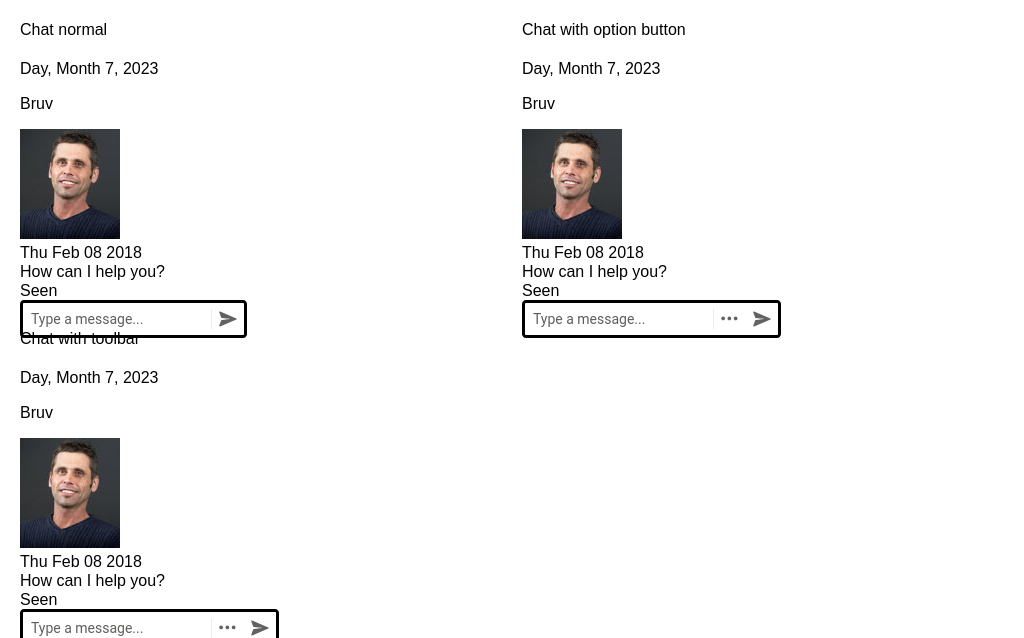 Chat normal
Day, Month 7, 2023
Bruv
Thu Feb 08 2018
How can I help you?
Seen
Type a message...
Chat with option button
Day, Month 7, 2023
Bruv
Thu Feb 08 2018
How can I help you?
Seen
Type a message...
Chat with toolbar
Day, Month 7, 2023
Bruv
Thu Feb 08 2018
How can I help you?
Seen
Type a message...